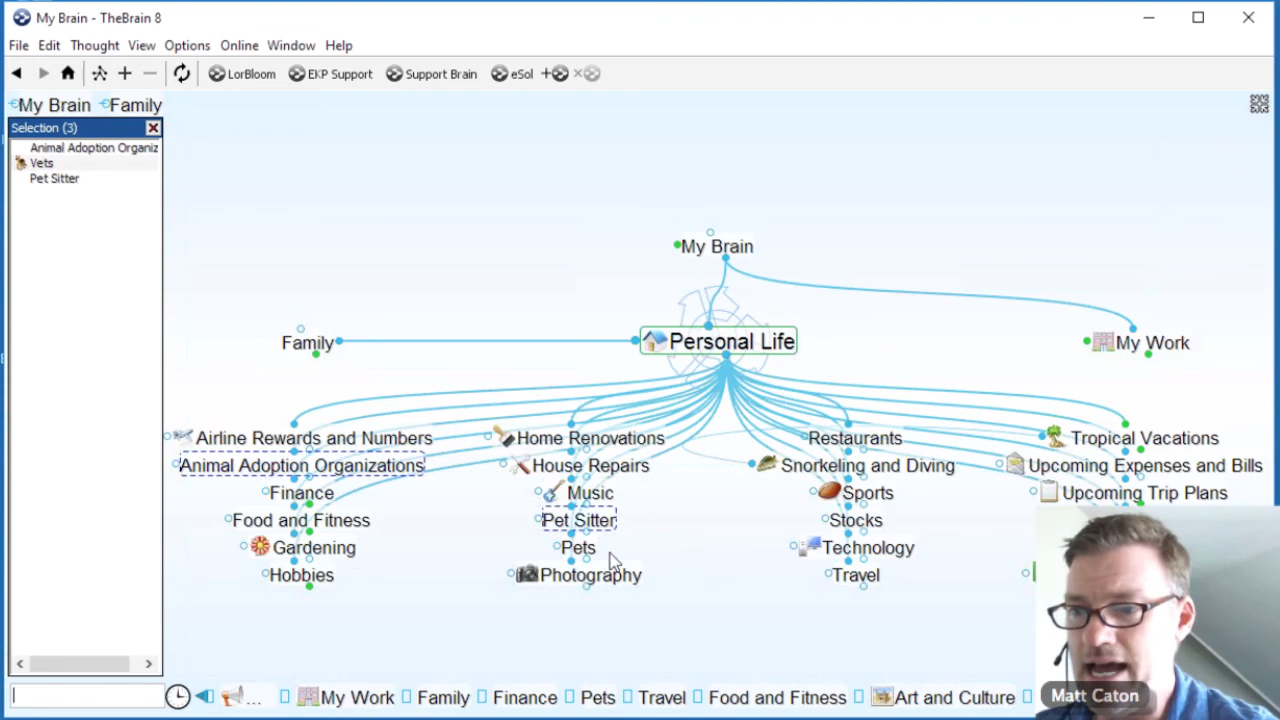 My Brain - TheBrain 8
File Edit Thought View Options Online Window Help
LorBloom EKP Support Support Brain eSol
My Brain Family
Selection (3)
Animal Adoption Organiz
Vets
Pet Sitter
My Brain
Family Personal Life My Work
Airline Rewards and Numbers Home Renovations Restaurants Tropical Vacations
Animal Adoption Organizations House Repairs Snorkeling and Diving Upcoming Expenses and Bills
Finance Music Sports Upcoming Trip Plans
Food and Fitness Pet Sitter Stocks
Gardening Pets Technology
Hobbies Photography Travel
... My Work Family Finance Pets Travel Food and Fitness Art and Culture
Matt Caton